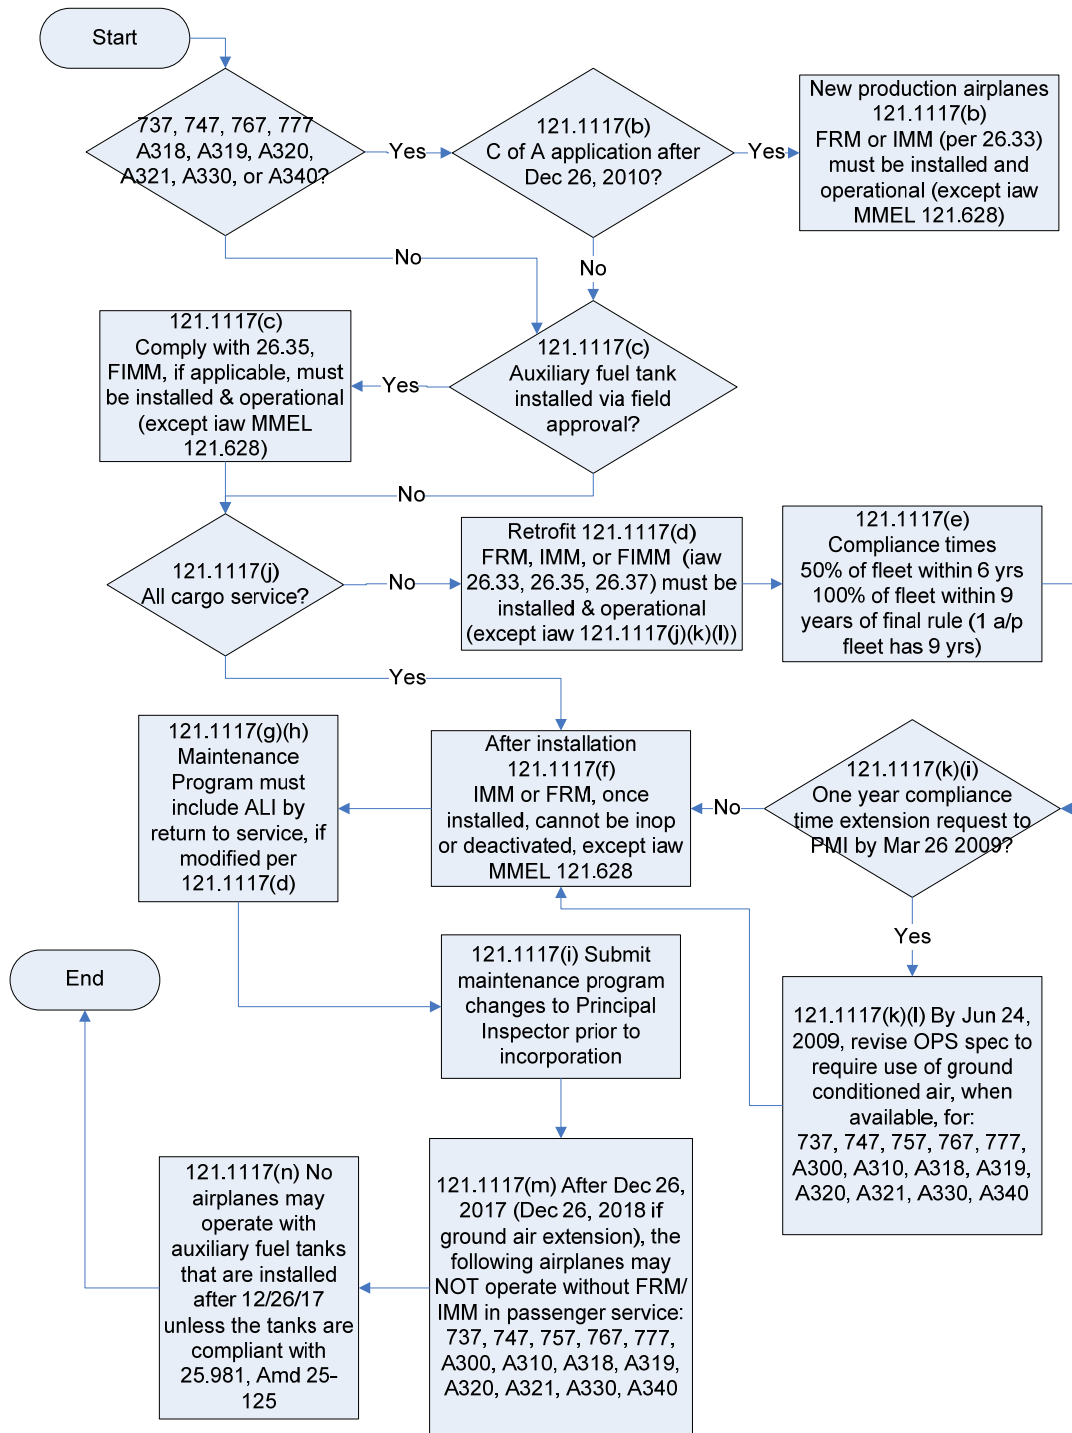 Start
737, 747, 767, 777
A318, A319, A320,
A321, A330, or A340?
Yes
121.1117(b)
C of A application after
Dec 26, 2010?
Yes
New production airplanes
121.1117(b)
FRM or IMM (per 26.33)
must be installed and
operational (except iaw
MMEL 121.628)
No
No
121.1117(c)
Comply with 26.35,
FIMM, if applicable, must
be installed & operational
(except iaw MMEL
121.628)
Yes
121.1117(c)
Auxiliary fuel tank
installed via field
approval?
No
121.1117(j)
All cargo service?
No
Retrofit 121.1117(d)
FRM, IMM, or FIMM (iaw
26.33, 26.35, 26.37) must be
installed & operational
(except iaw 121.1117(j)(k)(l))
121.1117(e)
Compliance times
50% of fleet within 6 yrs
100% of fleet within 9
years of final rule (1 a/p
fleet has 9 yrs)
Yes
121.1117(g)(h)
Maintenance
Program must
include ALI by
return to service, if
modified per
121.1117(d)
After installation
121.1117(f)
IMM or FRM, once
installed, cannot be inop
or deactivated, except iaw
MMEL 121.628
No
121.1117(k)(i)
One year compliance
time extension request to
PMI by Mar 26 2009?
Yes
End
121.1117(i) Submit
maintenance program
changes to Principal
Inspector prior to
incorporation
121.1117(k)(l) By Jun 24,
2009, revise OPS spec to
require use of ground
conditioned air, when
available, for:
737, 747, 757, 767, 777,
A300, A310, A318, A319,
A320, A321, A330, A340
121.1117(n) No
airplanes may
operate with
auxiliary fuel tanks
that are installed
after 12/26/17
unless the tanks are
compliant with
25.981, Amd 25-
125
121.1117(m) After Dec 26,
2017 (Dec 26, 2018 if
ground air extension), the
following airplanes may
NOT operate without FRM/
IMM in passenger service:
737, 747, 757, 767, 777,
A300, A310, A318, A319,
A320, A321, A330, A340